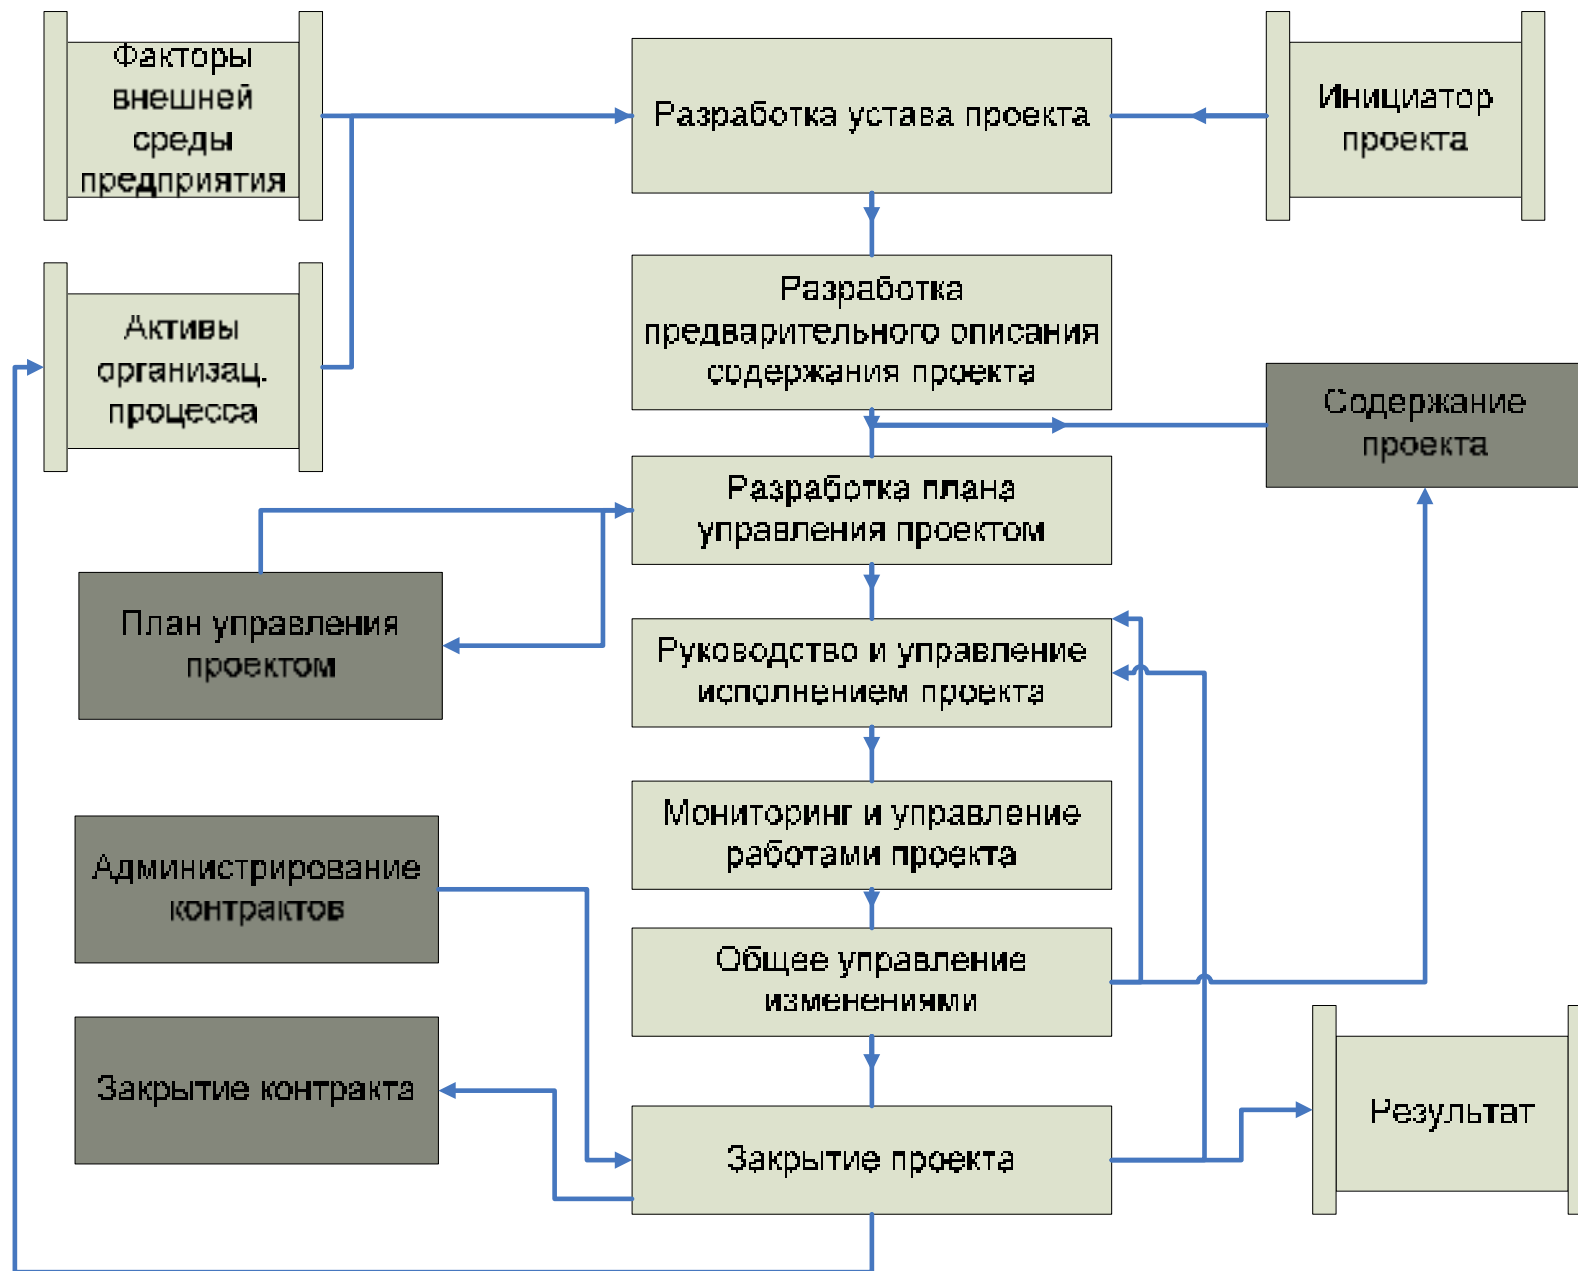 Факторы
внешней
среды
предприятия
Разработка устава проекта
Инициатор
проекта
Активы
организац.
процесса
Разработка
предварительного описания
содержания проекта
Содержание
проекта
Разработка плана
управления проектом
План управления
проектом
Руководство и управление
исполнением проекта
Мониторинг и управление
работами проекта
Администрирование
контрактов
Общее управление
изменениями
Закрытие контракта
Закрытие проекта
Результат